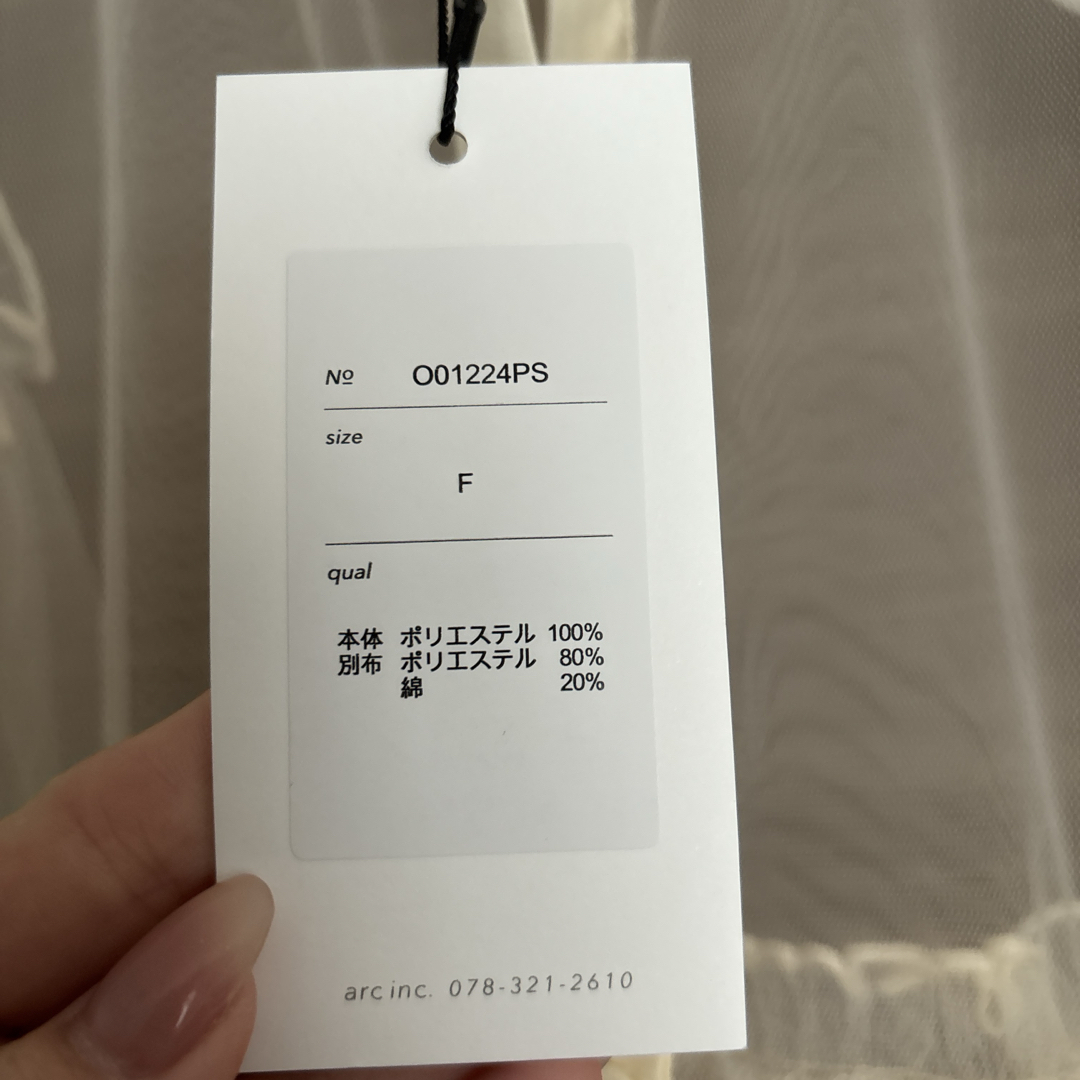 Nº O01224PS
size
F
qual
本体 ポリエステル 100%
別布 ポリエステル 80%
綿 20%
arc inc. 078-321-2610